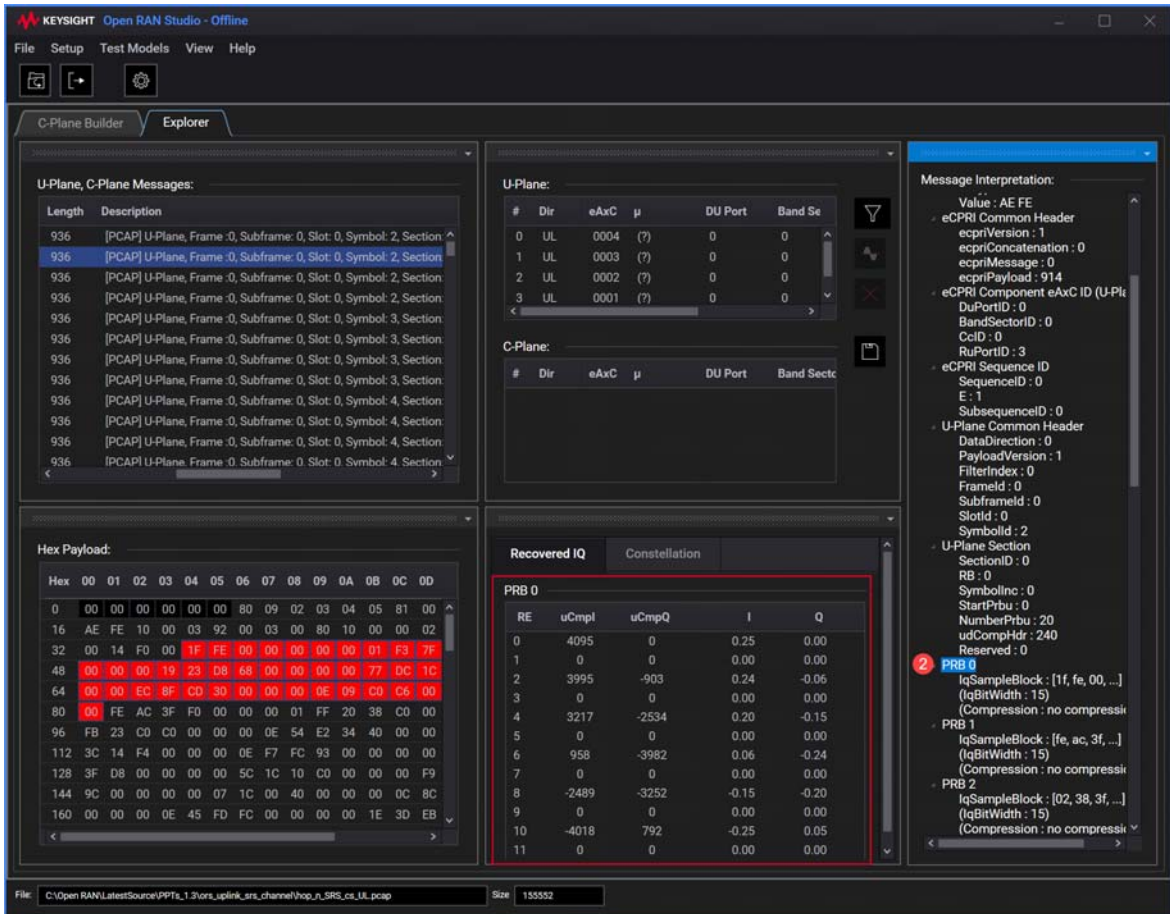 KEYSIGHT Open RAN Studio - Offline
File Setup Test Models View Help
C-Plane Builder Explorer
U-Plane, C-Plane Messages:
Length Description
936 [PCAP] U-Plane, Frame :0, Subframe: 0, Slot: 0, Symbol: 2, Section:
936 [PCAP] U-Plane, Frame :0, Subframe: 0, Slot: 0, Symbol: 2, Section:
936 [PCAP] U-Plane, Frame :0, Subframe: 0, Slot: 0, Symbol: 2, Section:
936 [PCAP] U-Plane, Frame :0, Subframe: 0, Slot: 0, Symbol: 2, Section:
936 [PCAP] U-Plane, Frame :0, Subframe: 0, Slot: 0, Symbol: 3, Section:
936 [PCAP] U-Plane, Frame :0, Subframe: 0, Slot: 0, Symbol: 3, Section:
936 [PCAP] U-Plane, Frame :0, Subframe: 0, Slot: 0, Symbol: 3, Section:
936 [PCAP] U-Plane, Frame :0, Subframe: 0, Slot: 0, Symbol: 3, Section:
936 [PCAP] U-Plane, Frame :0, Subframe: 0, Slot: 0, Symbol: 4, Section:
936 [PCAP] U-Plane, Frame :0, Subframe: 0, Slot: 0, Symbol: 4, Section:
936 [PCAP] U-Plane, Frame :0, Subframe: 0, Slot: 0, Symbol: 4, Section:
936 [PCAP] U-Plane, Frame :0, Subframe: 0, Slot: 0, Symbol: 4, Section:
U-Plane:
# Dir eAxC µ DU Port Band Se
0 UL 0004 (?) 0 0
1 UL 0003 (?) 0 0
2 UL 0002 (?) 0 0
3 UL 0001 (?) 0 0
C-Plane:
# Dir eAxC µ DU Port Band Secto
Message Interpretation:
Value : AE FE
eCPRI Common Header
ecpriVersion : 1
ecpriConcatenation : 0
ecpriMessage : 0
ecpriPayload : 914
eCPRI Component eAxC ID (U-Pla
DuPortID : 0
BandSectorID : 0
CcID : 0
RuPortID : 3
eCPRI Sequence ID
SequenceID : 0
E : 1
SubsequenceID : 0
U-Plane Common Header
DataDirection : 0
PayloadVersion : 1
FilterIndex : 0
FrameId : 0
SubframeId : 0
SlotId : 0
SymbolId : 2
U-Plane Section
SectionID : 0
RB : 0
SymbolInc : 0
StartPrbu : 0
NumberPrbu : 20
udCompHdr : 240
Reserved : 0
2 PRB 0
IqSampleBlock : [1f, fe, 00, ...]
(IqBitWidth : 15)
(Compression : no compressi
PRB 1
IqSampleBlock : [fe, ac, 3f, ...]
(IqBitWidth : 15)
(Compression : no compressi
PRB 2
IqSampleBlock : [02, 38, 3f, ...]
(IqBitWidth : 15)
(Compression : no compressi
Hex Payload:
Hex 00 01 02 03 04 05 06 07 08 09 0A 0B 0C 0D
0 00 00 00 00 00 00 80 09 02 03 04 05 81 00
16 AE FE 10 00 03 92 00 03 00 80 10 00 00 02
32 00 14 F0 00 1F FE 00 00 00 00 00 01 F3 7F
48 00 00 00 19 23 D8 68 00 00 00 00 77 DC 1C
64 00 00 EC 8F CD 30 00 00 00 0E 09 C0 C6 00
80 00 FE AC 3F F0 00 00 00 01 FF 20 38 C0 00
96 FB 23 C0 C0 00 00 00 0E 54 E2 34 40 00 00
112 3C 14 F4 00 00 00 0E F7 FC 93 00 00 00 00
128 3F D8 00 00 00 00 5C 1C 10 C0 00 00 00 F9
144 9C 00 00 00 00 07 1C 00 40 00 00 00 0C 8C
160 00 00 00 0E 45 FD FC 00 00 00 00 1E 3D EB
Recovered IQ Constellation
PRB 0
RE uCmpI uCmpQ I Q
0 4095 0 0.25 0.00
1 0 0 0.00 0.00
2 3995 -903 0.24 -0.06
3 0 0 0.00 0.00
4 3217 -2534 0.20 -0.15
5 0 0 0.00 0.00
6 958 -3982 0.06 -0.24
7 0 0 0.00 0.00
8 -2489 -3252 -0.15 -0.20
9 0 0 0.00 0.00
10 -4018 792 -0.25 0.05
11 0 0 0.00 0.00
File: C:\Open RAN\LatestSource\PPTs_1.3\ors_uplink_srs_channel\hop_n_SRS_cs_UL.pcap Size 155552